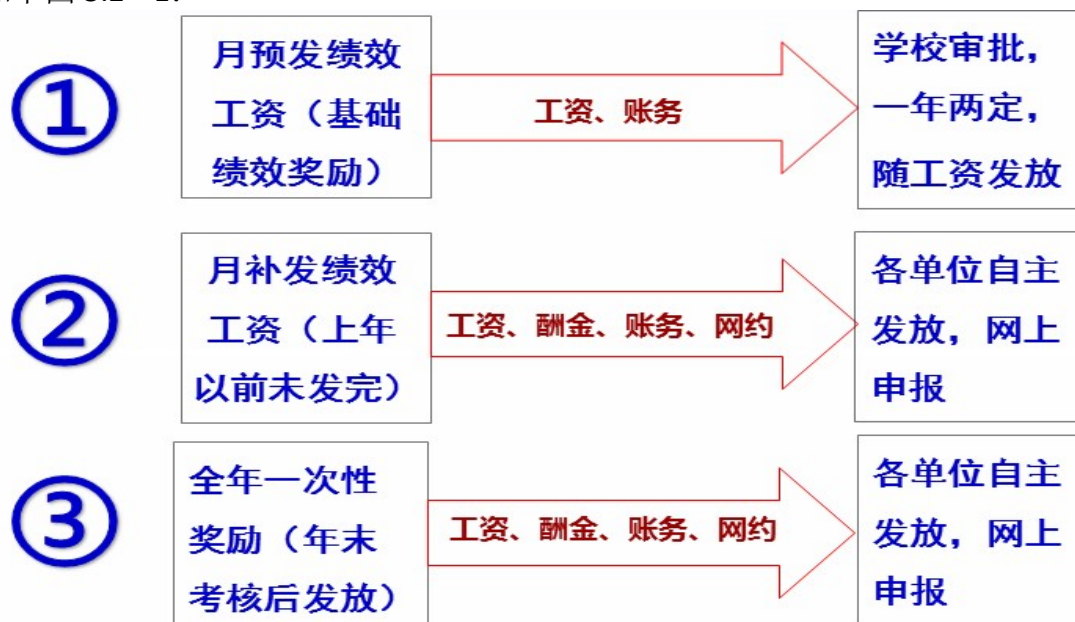 ①
月预发绩效
工资（基础
绩效奖励）
工资、账务
学校审批，
一年两定，
随工资发放
②
月补发绩效
工资（上年
以前未发完）
工资、酬金、账务、网约
各单位自主
发放，网上
申报
③
全年一次性
奖励（年末
考核后发放）
工资、酬金、账务、网约
各单位自主
发放，网上
申报